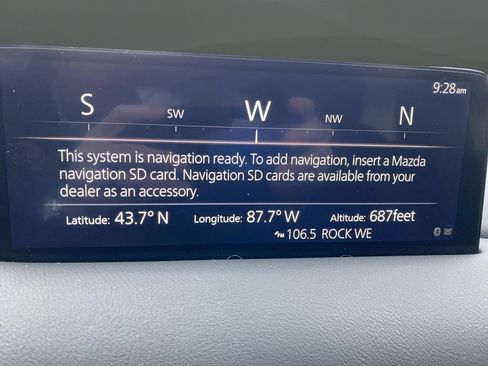 9:28am
S SW W NW N
This system is navigation ready. To add navigation, insert a Mazda
navigation SD card. Navigation SD cards are available from your
dealer as an accessory.
Latitude: 43.7° N Longitude: 87.7° W Altitude: 687feet
FM 106.5 ROCK WE